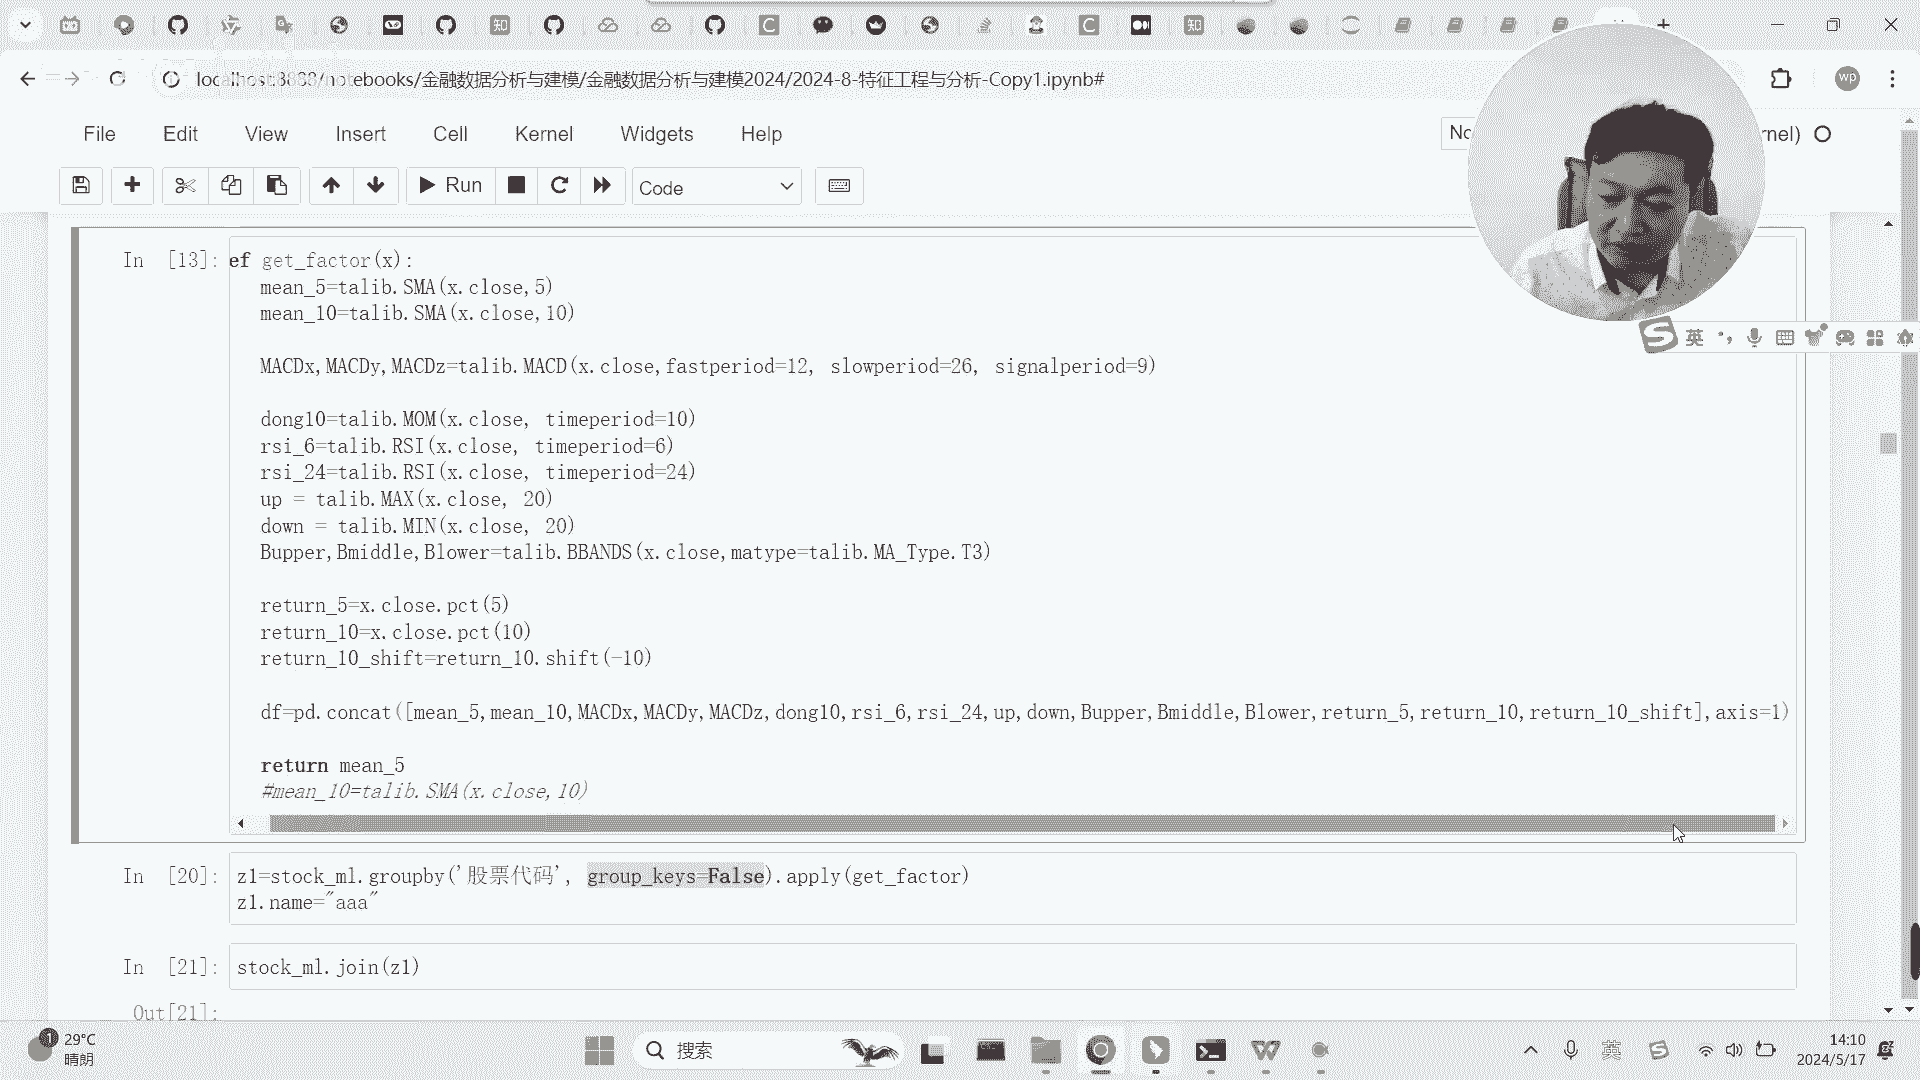 localhost:8888/notebooks/金融数据分析与建模/金融数据分析与建模2024/2024-8-特征工程与分析-Copy1.ipynb#
wp
File Edit View Insert Cell Kernel Widgets Help
Run
Code
In [13]: ef get_factor(x):
mean_5=talib.SMA(x.close,5)
mean_10=talib.SMA(x.close,10)
MACDx,MACDy,MACDz=talib.MACD(x.close,fastperiod=12, slowperiod=26, signalperiod=9)
dong10=talib.MOM(x.close, timeperiod=10)
rsi_6=talib.RSI(x.close, timeperiod=6)
rsi_24=talib.RSI(x.close, timeperiod=24)
up = talib.MAX(x.close, 20)
down = talib.MIN(x.close, 20)
Bupper,Bmiddle,Blower=talib.BBANDS(x.close,matype=talib.MA_Type.T3)
return_5=x.close.pct(5)
return_10=x.close.pct(10)
return_10_shift=return_10.shift(-10)
df=pd.concat([mean_5,mean_10,MACDx,MACDy,MACDz,dong10,rsi_6,rsi_24,up,down,Bupper,Bmiddle,Blower,return_5,return_10,return_10_shift],axis=1)
return mean_5
#mean_10=talib.SMA(x.close,10)
英
In [20]: z1=stock_ml.groupby('股票代码', group_keys=False).apply(get_factor)
z1.name="aaa"
In [21]: stock_ml.join(z1)
Out[21]:
29°C
晴朗
搜索
英
14:10
2024/5/17